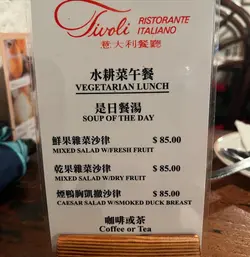 Tivoli RISTORANTE
ITALIANO
意大利餐廳
水耕菜午餐
VEGETARIAN LUNCH
是日餐湯
SOUP OF THE DAY
鮮果雜菜沙律 $ 85.00
MIXED SALAD W/FRESH FRUIT
乾果雜菜沙律 $ 85.00
MIXED SALAD W/DRY FRUIT
煙鴨胸凱撒沙律 $ 85.00
CAESAR SALAD W/SMOKED DUCK BREAST
咖啡或茶
Coffee or Tea